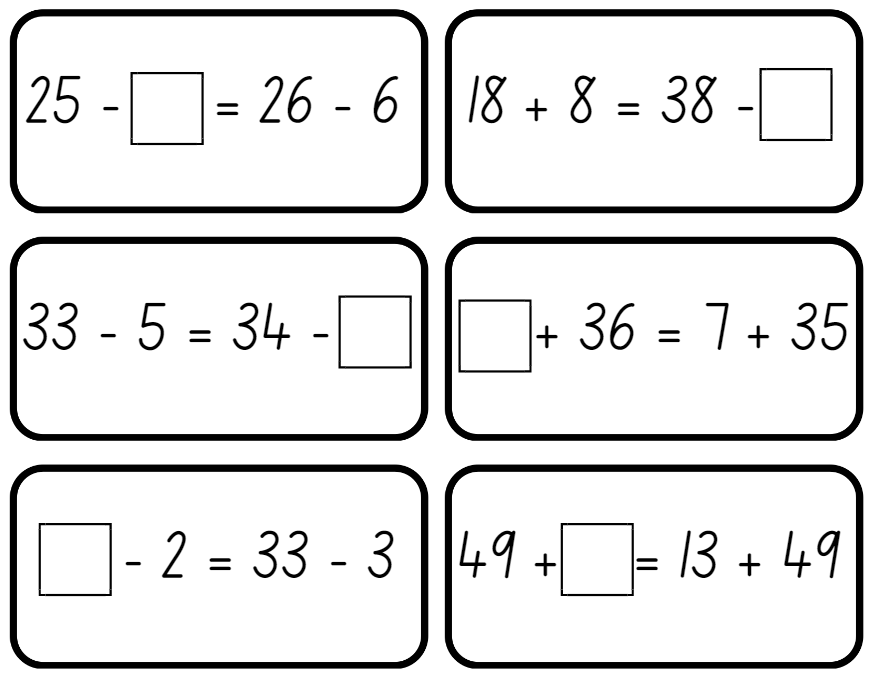 25 - □ = 26 - 6
18 + 8 = 38 - □
33 - 5 = 34 - □
□ + 36 = 7 + 35
□ - 2 = 33 - 3
49 + □ = 13 + 49